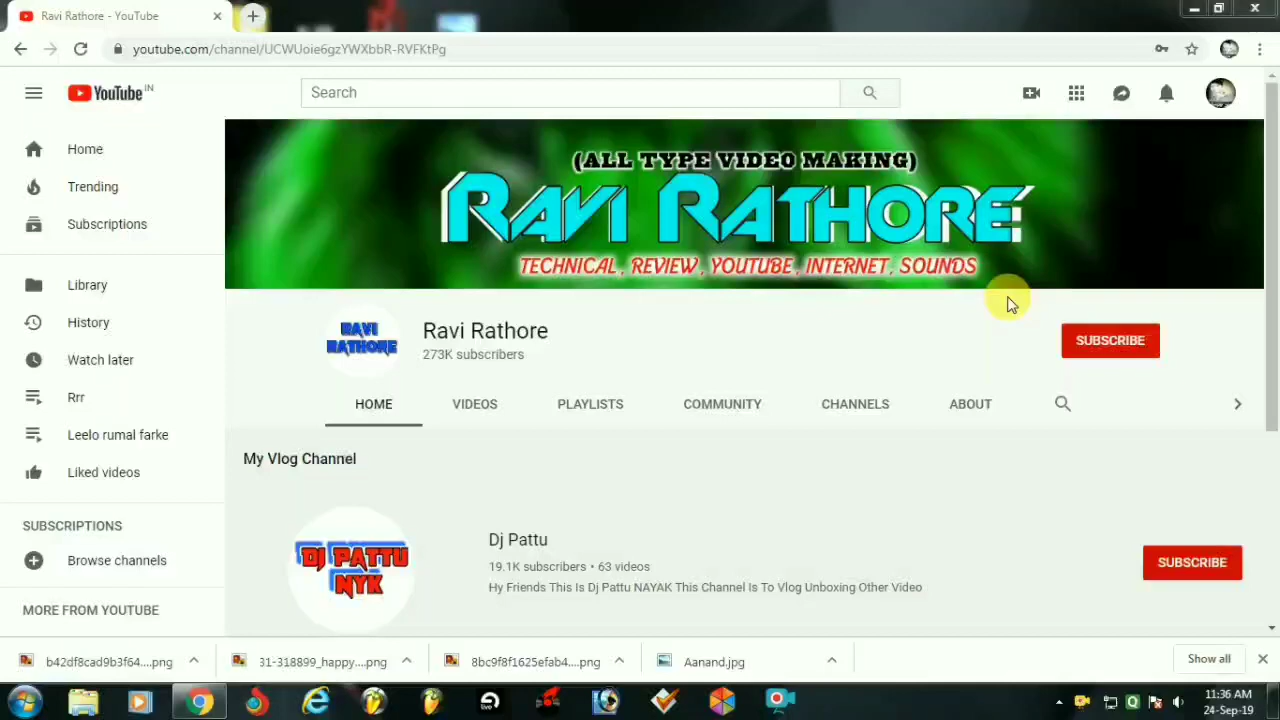 Ravi Rathore - YouTube
youtube.com/channel/UCWUoie6gzYWXbbR-RVFKtPg
YouTube IN
Search
Home
Trending
Subscriptions
Library
History
Watch later
Rrr
Leelo rumal farke
Liked videos
SUBSCRIPTIONS
Browse channels
MORE FROM YOUTUBE
(ALL TYPE VIDEO MAKING)
RAVI RATHORE
TECHNICAL, REVIEW, YOUTUBE, INTERNET, SOUNDS
RAVI
RATHORE
Ravi Rathore
273K subscribers
SUBSCRIBE
HOME VIDEOS PLAYLISTS COMMUNITY CHANNELS ABOUT
My Vlog Channel
DJ PATTU
NYK
Dj Pattu
19.1K subscribers • 63 videos
Hy Friends This Is Dj Pattu NAYAK This Channel Is To Vlog Unboxing Other Video
SUBSCRIBE
b42df8cad9b3f64....png 31-318899_happy....png 8bc9f8f1625efab4....png Aanand.jpg Show all
11:36 AM
24-Sep-19